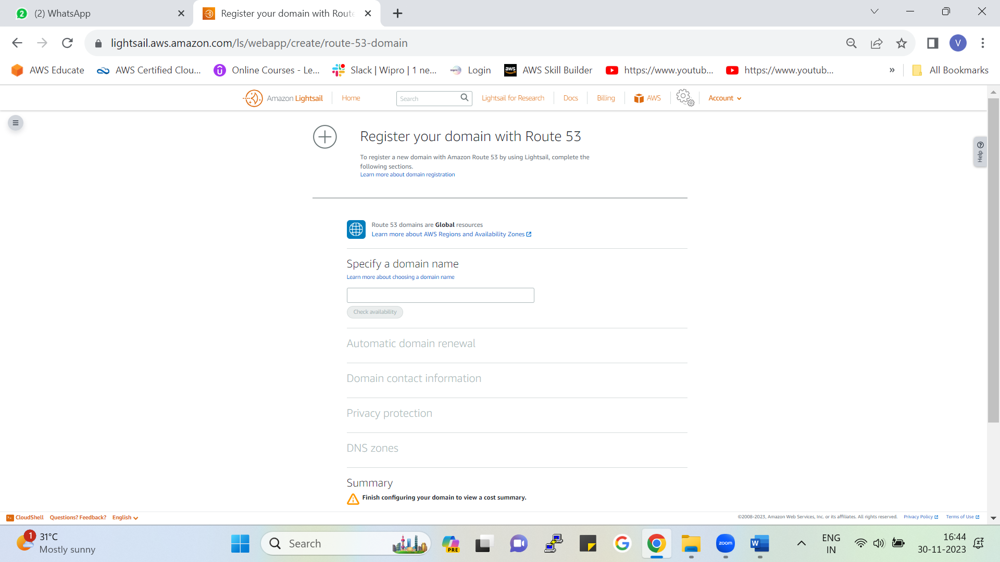 2
(2) WhatsApp
Register your domain with Route
lightsail.aws.amazon.com/ls/webapp/create/route-53-domain
V
AWS Educate
AWS Certified Clou...
Online Courses - Le...
Slack | Wipro | 1 ne...
Login
aws
AWS Skill Builder
https://www.youtub...
https://www.youtub...
»
All Bookmarks
Amazon Lightsail
Home
Search
Lightsail for Research
Docs
Billing
AWS
Account
Register your domain with Route 53
To register a new domain with Amazon Route 53 by using Lightsail, complete the
following sections.
Learn more about domain registration
Help
Route 53 domains are Global resources
Learn more about AWS Regions and Availability Zones
Specify a domain name
Learn more about choosing a domain name
Check availability
Automatic domain renewal
Domain contact information
Privacy protection
DNS zones
Summary
Finish configuring your domain to view a cost summary.
CloudShell
Questions? Feedback?
English
©2008-2023, Amazon Web Services, Inc. or its affiliates. All rights reserved.
Privacy Policy
Terms of Use
1
31°C
Mostly sunny
Search
PRE
zoom
W
ENG
IN
16:44
30-11-2023